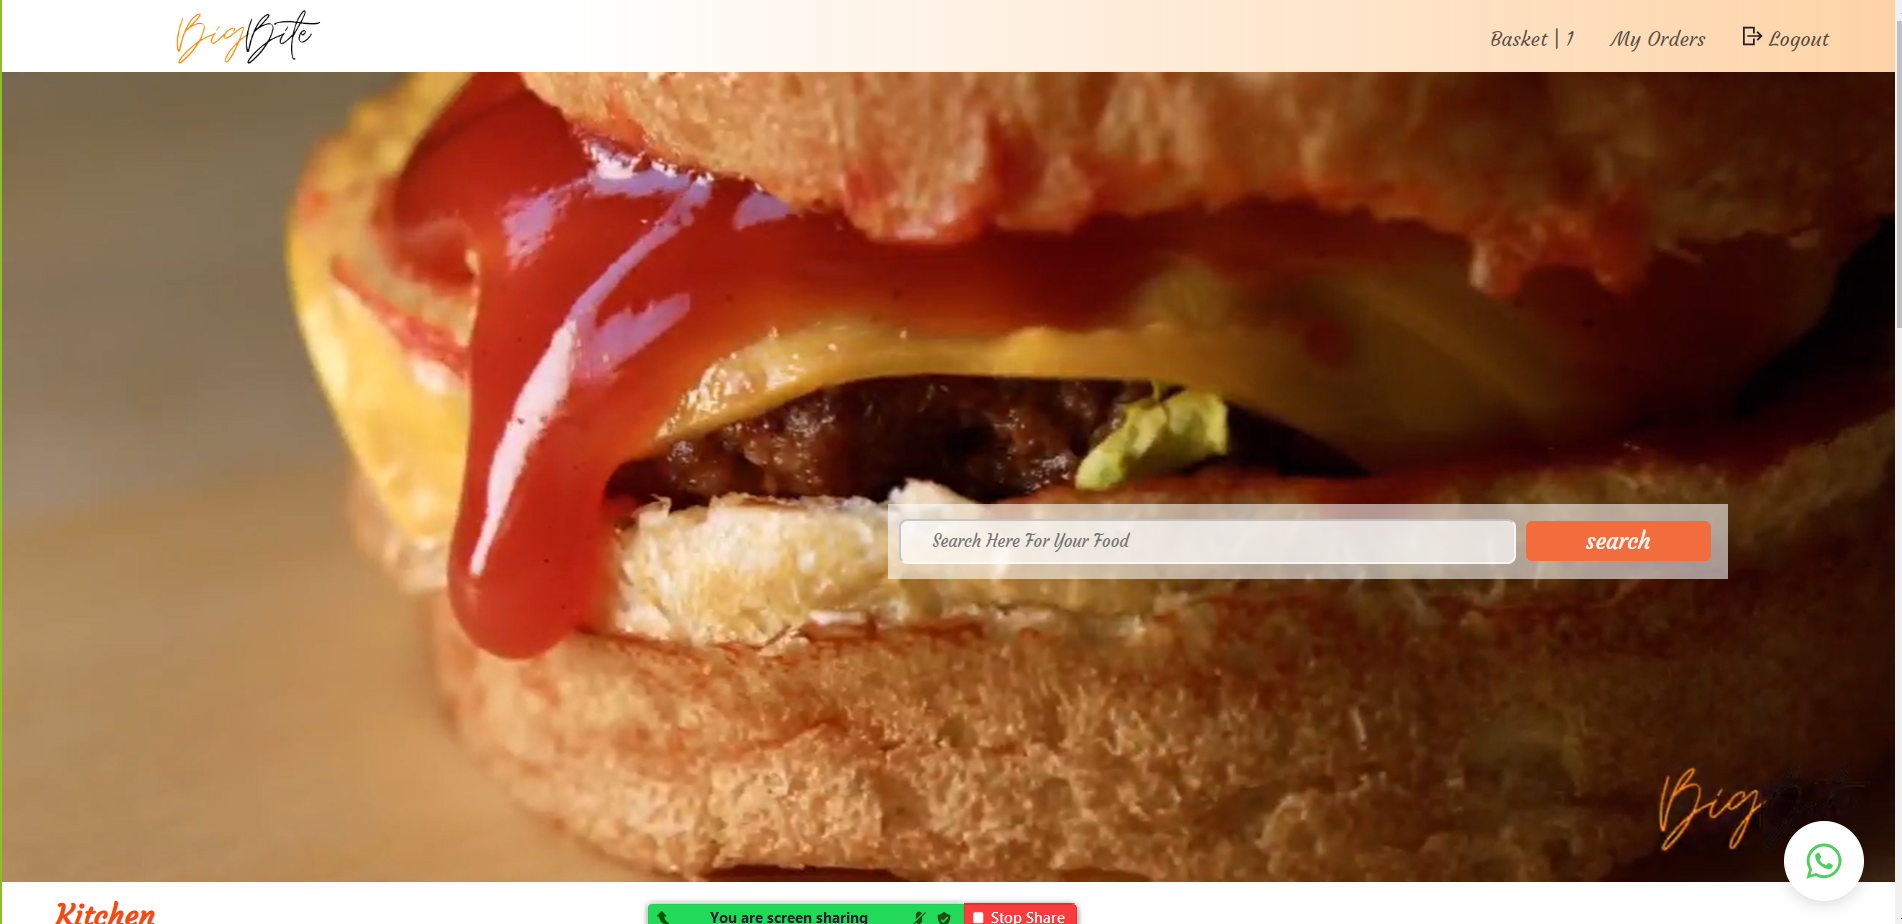 BigBite
Basket | 1 My Orders Logout
Search Here For Your Food search
Big
Kitchen
You are screen sharing Stop Share